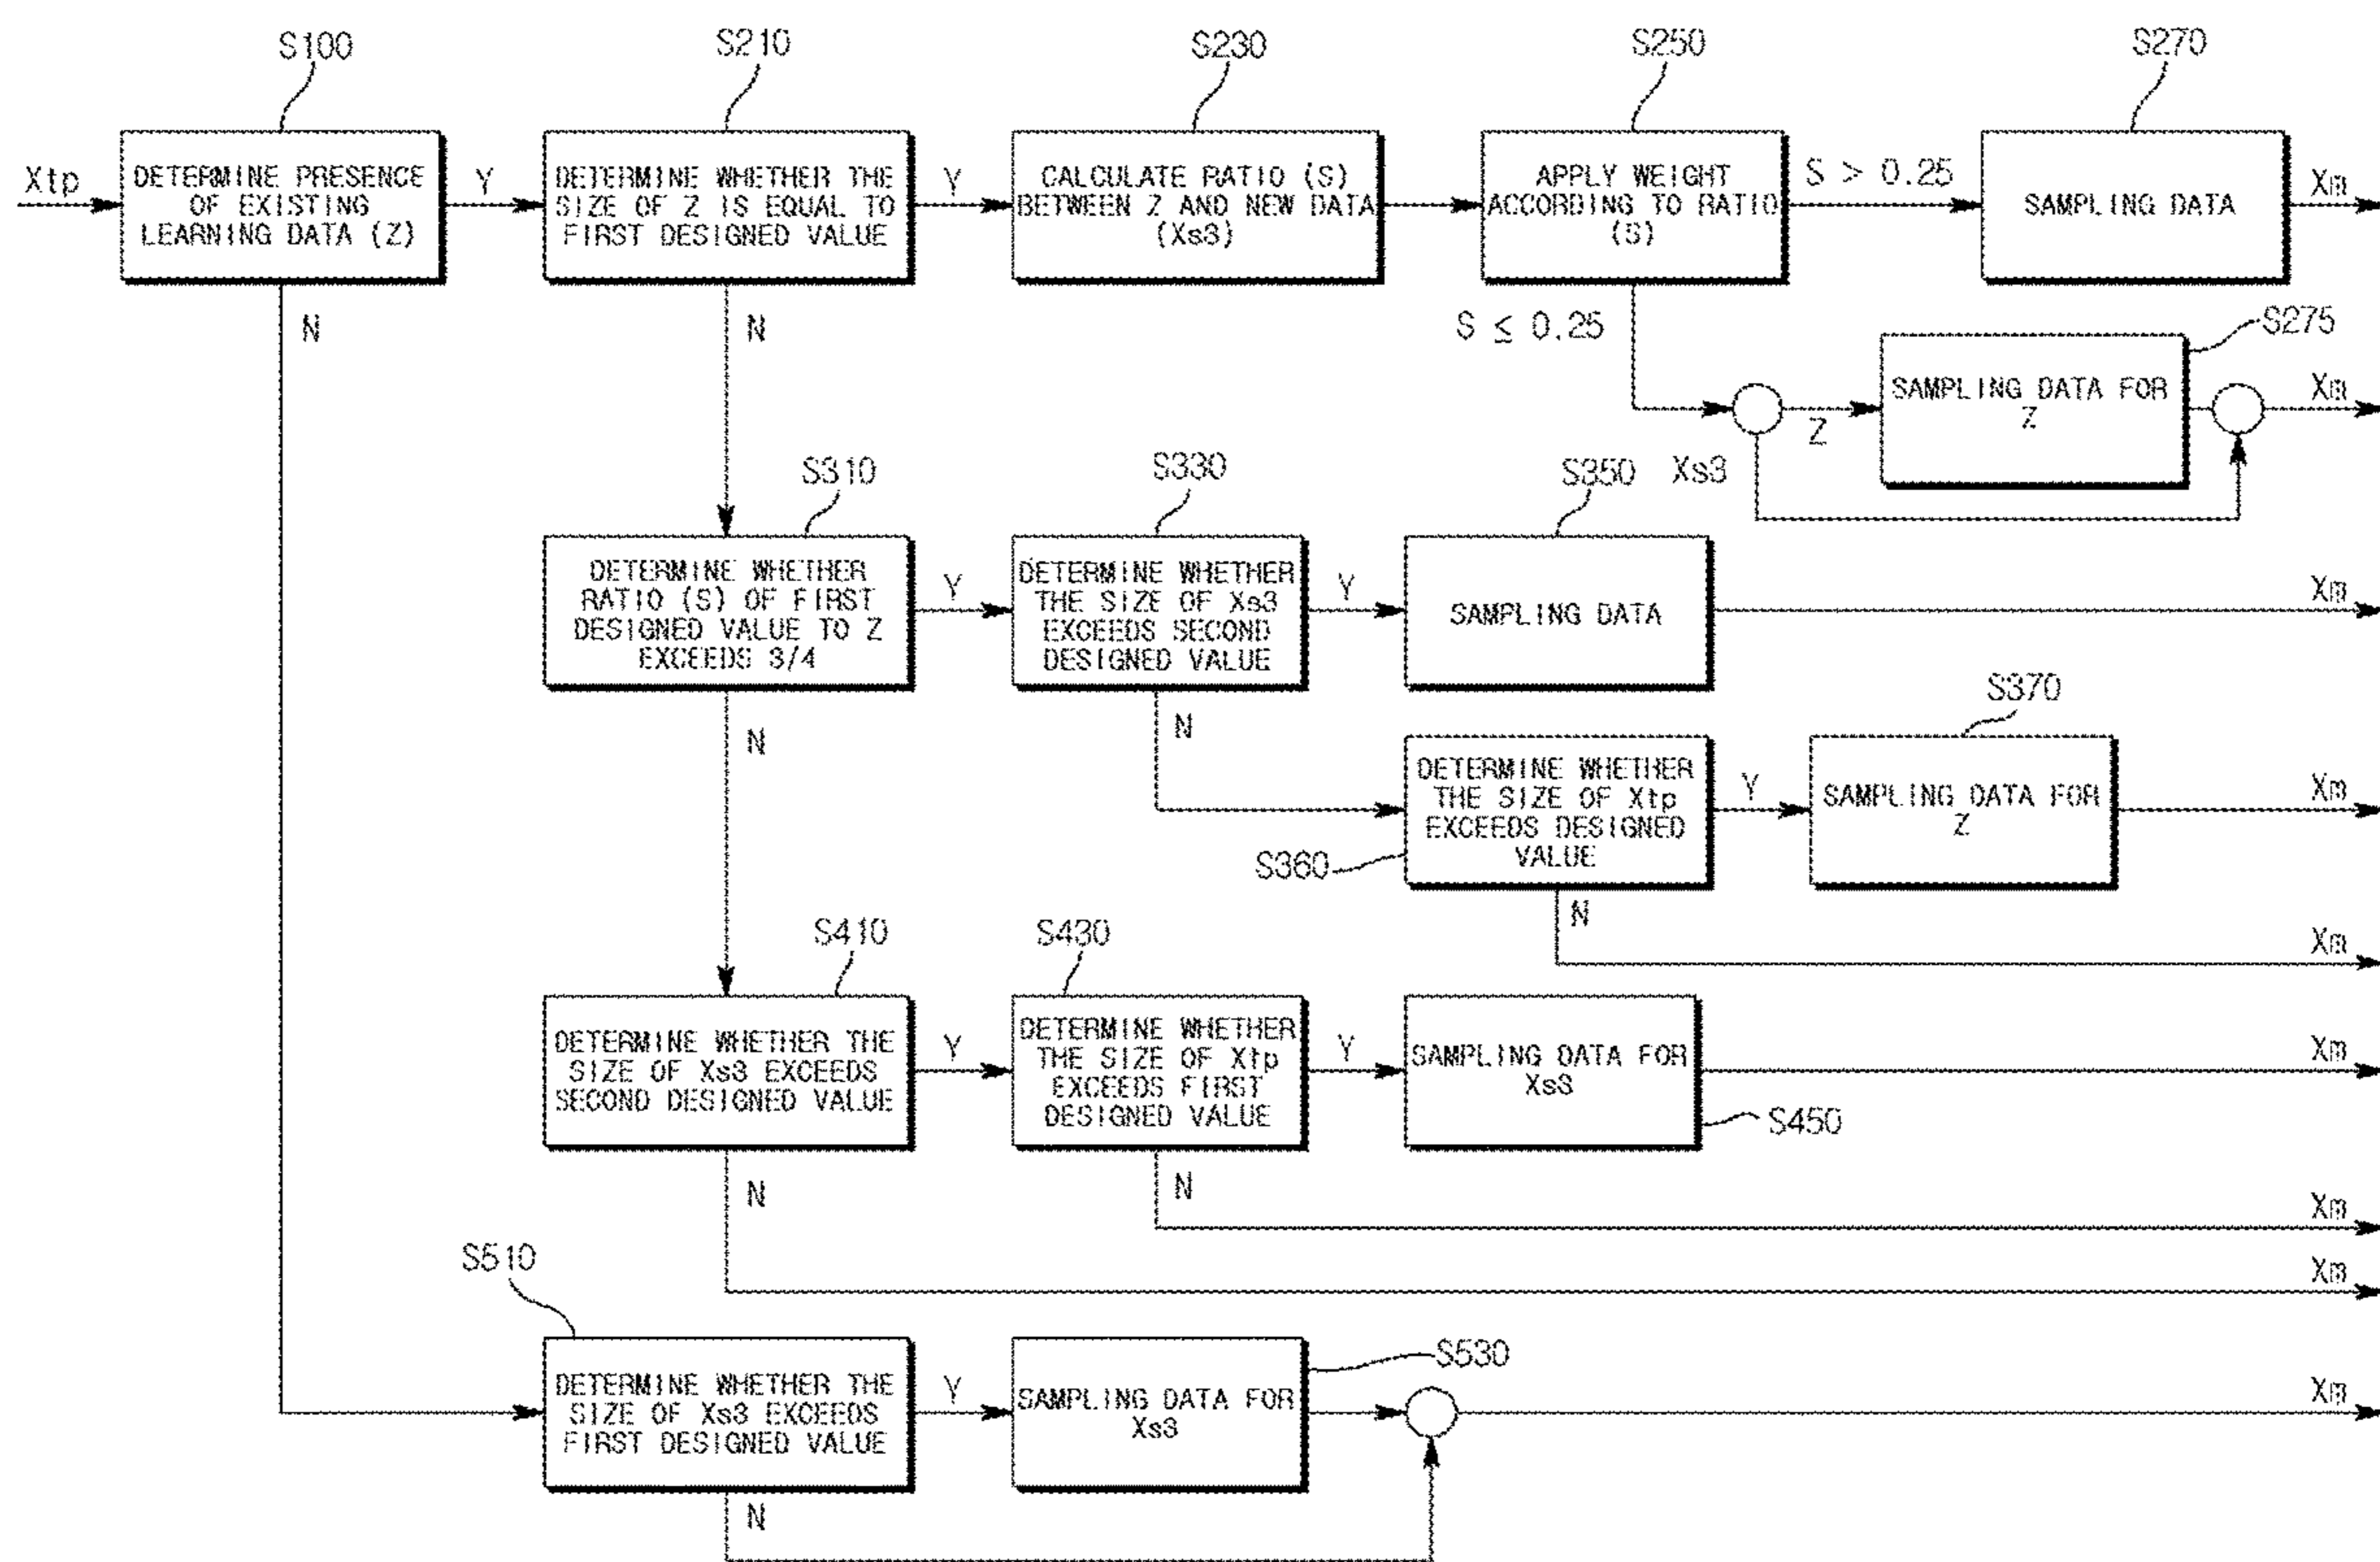 S100
S210
S230
S250
S270
Xtp
DETERMINE PRESENCE
OF EXISTING
LEARNING DATA (Z)
Y
DETERMINE WHETHER THE
SIZE OF Z IS EQUAL TO
FIRST DESIGNED VALUE
Y
CALCULATE RATIO (S)
BETWEEN Z AND NEW DATA
(Xs3)
APPLY WEIGHT
ACCORDING TO RATIO
(S)
S > 0.25
SAMPLING DATA
Xm
N
N
S ≤ 0.25
S275
Z
SAMPLING DATA FOR
Z
Xm
Xs3
S310
S330
S350
DETERMINE WHETHER
RATIO (S) OF FIRST
DESIGNED VALUE TO Z
EXCEEDS 3/4
Y
DETERMINE WHETHER
THE SIZE OF Xs3
EXCEEDS SECOND
DESIGNED VALUE
Y
SAMPLING DATA
Xm
N
N
S370
DETERMINE WHETHER
THE SIZE OF Xtp
EXCEEDS DESIGNED
VALUE
S360
Y
SAMPLING DATA FOR
Z
Xm
N
Xm
S410
S430
DETERMINE WHETHER THE
SIZE OF Xs3 EXCEEDS
SECOND DESIGNED VALUE
Y
DETERMINE WHETHER
THE SIZE OF Xtp
EXCEEDS FIRST
DESIGNED VALUE
Y
SAMPLING DATA FOR
Xs3
Xm
S450
N
N
Xm
Xm
S510
S530
DETERMINE WHETHER THE
SIZE OF Xs3 EXCEEDS
FIRST DESIGNED VALUE
Y
SAMPLING DATA FOR
Xs3
Xm
N